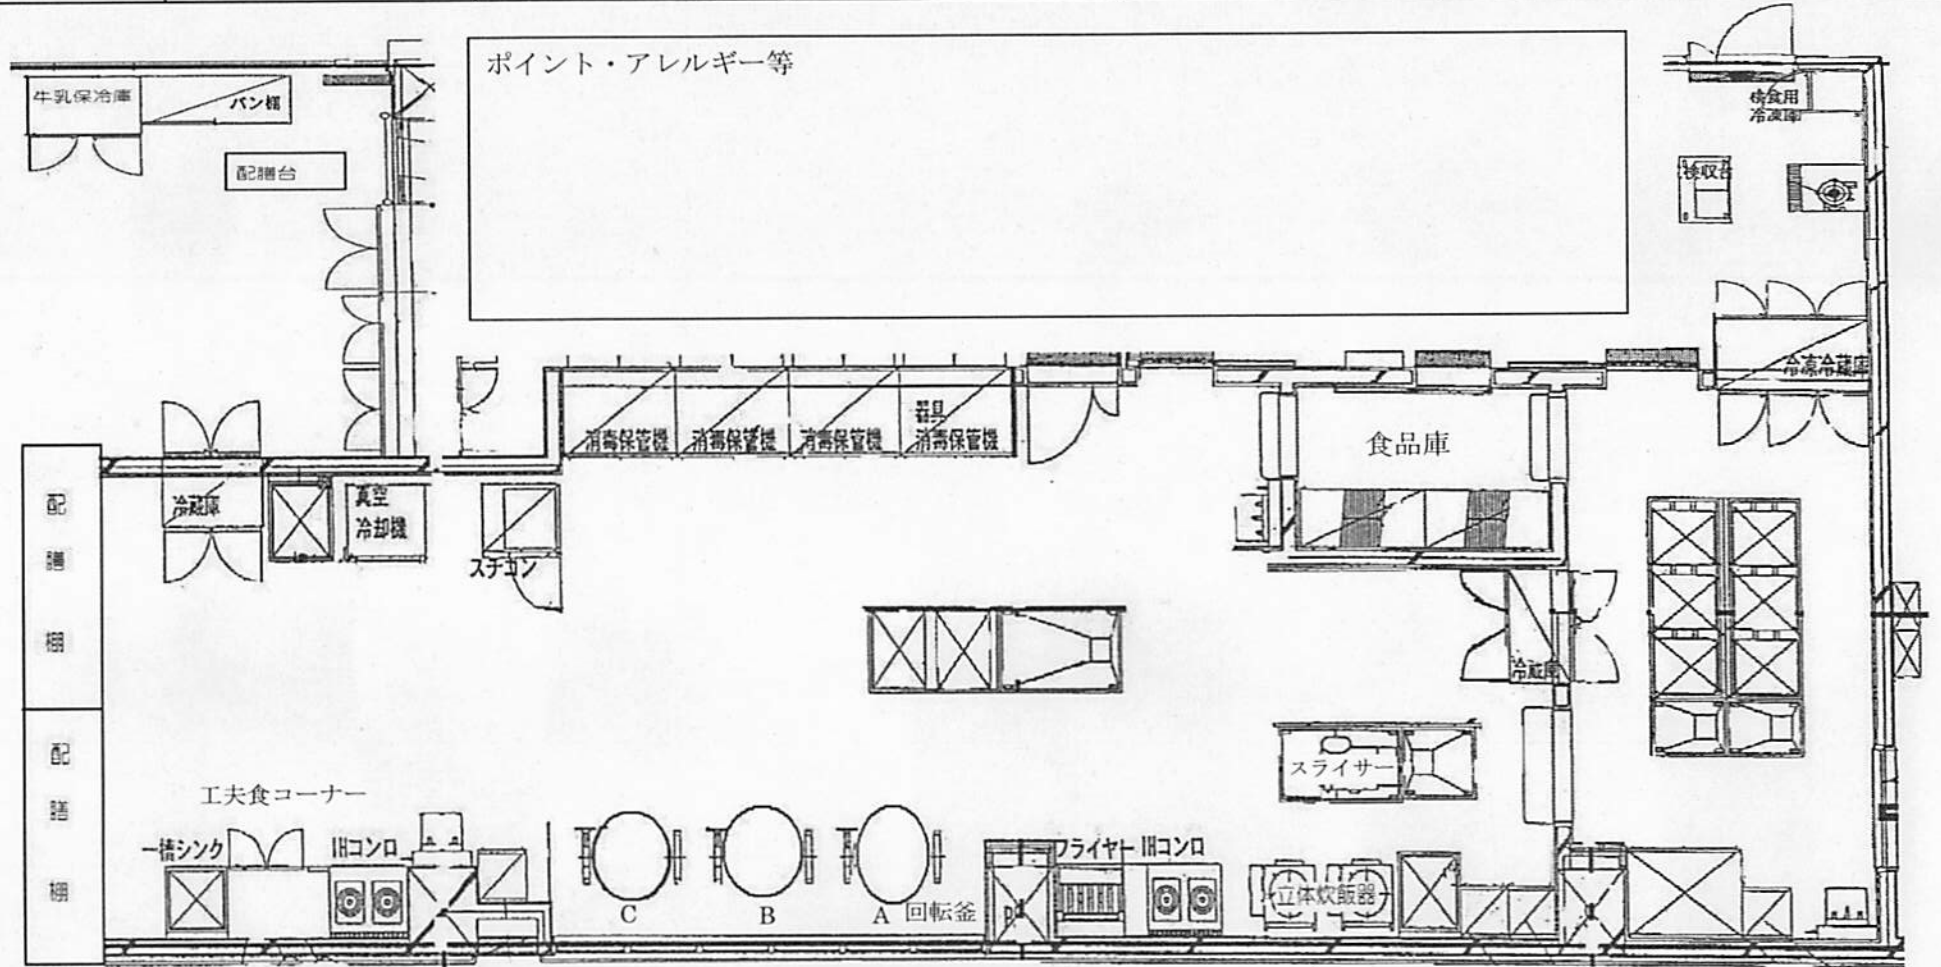 ポイント・アレルギー等
牛乳保冷庫
パン棚
配膳台
検食用
冷凍庫
検収台
冷凍冷蔵庫
消毒保管機
消毒保管機
消毒保管機
器具
消毒保管機
食品庫
配膳棚
冷蔵庫
真空
冷却機
スチコン
冷蔵庫
スライサー
配膳棚
工夫食コーナー
一槽シンク
IHコンロ
フライヤー
IHコンロ
立体炊飯器
C
B
A
回転釜